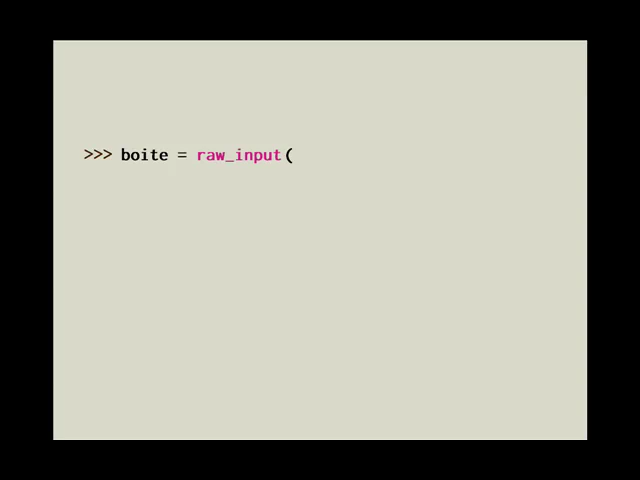 >>> boite = raw_input(